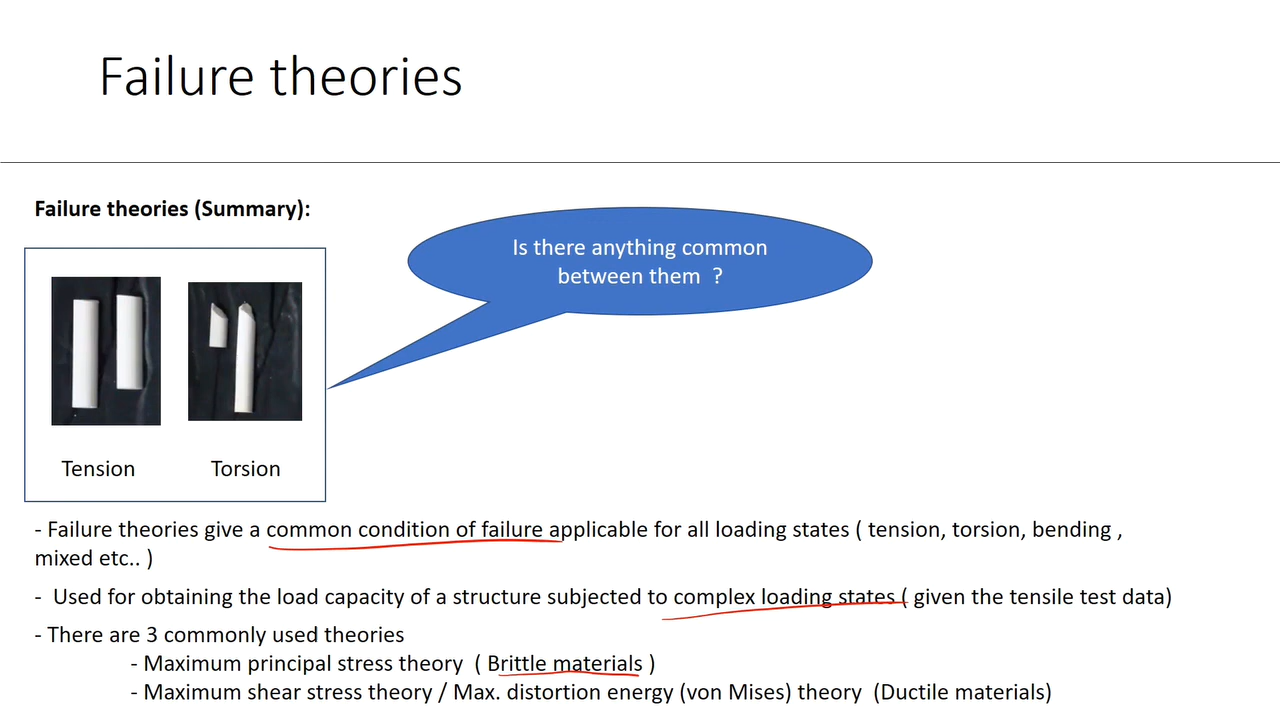 Failure theories
Failure theories (Summary):
Is there anything common
between them ?
Tension
Torsion
- Failure theories give a common condition of failure applicable for all loading states ( tension, torsion, bending ,
mixed etc.. )
- Used for obtaining the load capacity of a structure subjected to complex loading states ( given the tensile test data)
- There are 3 commonly used theories
- Maximum principal stress theory ( Brittle materials )
- Maximum shear stress theory / Max. distortion energy (von Mises) theory (Ductile materials)